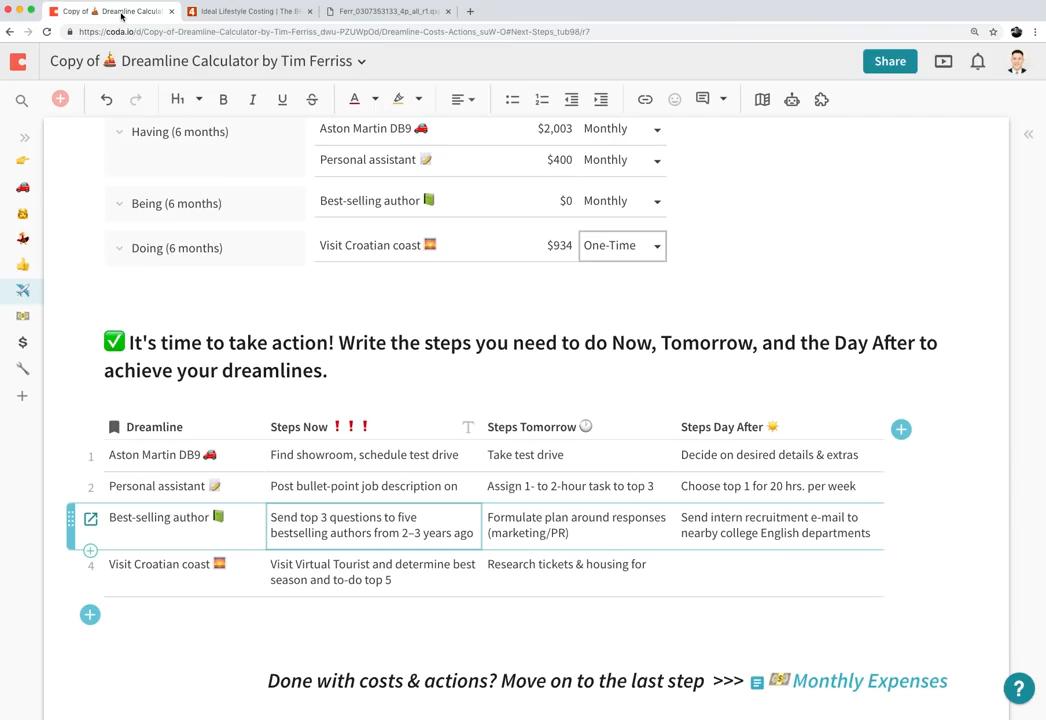 Copy of ⛵ Dreamline Calculat
Ideal Lifestyle Costing | The B
Ferr_0307353133_4p_all_r1.qx
https://coda.io/d/Copy-of-Dreamline-Calculator-by-Tim-Ferriss_dwu-PZUWpOd/Dreamline-Costs-Actions_suW-O#Next-Steps_tub98/r7
Copy of ⛵ Dreamline Calculator by Tim Ferriss
Share
H1 B I U S A
Having (6 months) Aston Martin DB9 🚗 $2,003 Monthly
Personal assistant 📝 $400 Monthly
Being (6 months) Best-selling author 📗 $0 Monthly
Doing (6 months) Visit Croatian coast 🌅 $934 One-Time
✅ It's time to take action! Write the steps you need to do Now, Tomorrow, and the Day After to
achieve your dreamlines.
Dreamline Steps Now ❗❗❗ Steps Tomorrow 🕐 Steps Day After ☀️
1 Aston Martin DB9 🚗 Find showroom, schedule test drive Take test drive Decide on desired details & extras
2 Personal assistant 📝 Post bullet-point job description on Assign 1- to 2-hour task to top 3 Choose top 1 for 20 hrs. per week
Best-selling author 📗 Send top 3 questions to five Formulate plan around responses Send intern recruitment e-mail to
bestselling authors from 2–3 years ago (marketing/PR) nearby college English departments
4 Visit Croatian coast 🌅 Visit Virtual Tourist and determine best Research tickets & housing for
season and to-do top 5
Done with costs & actions? Move on to the last step >>> 💵 Monthly Expenses